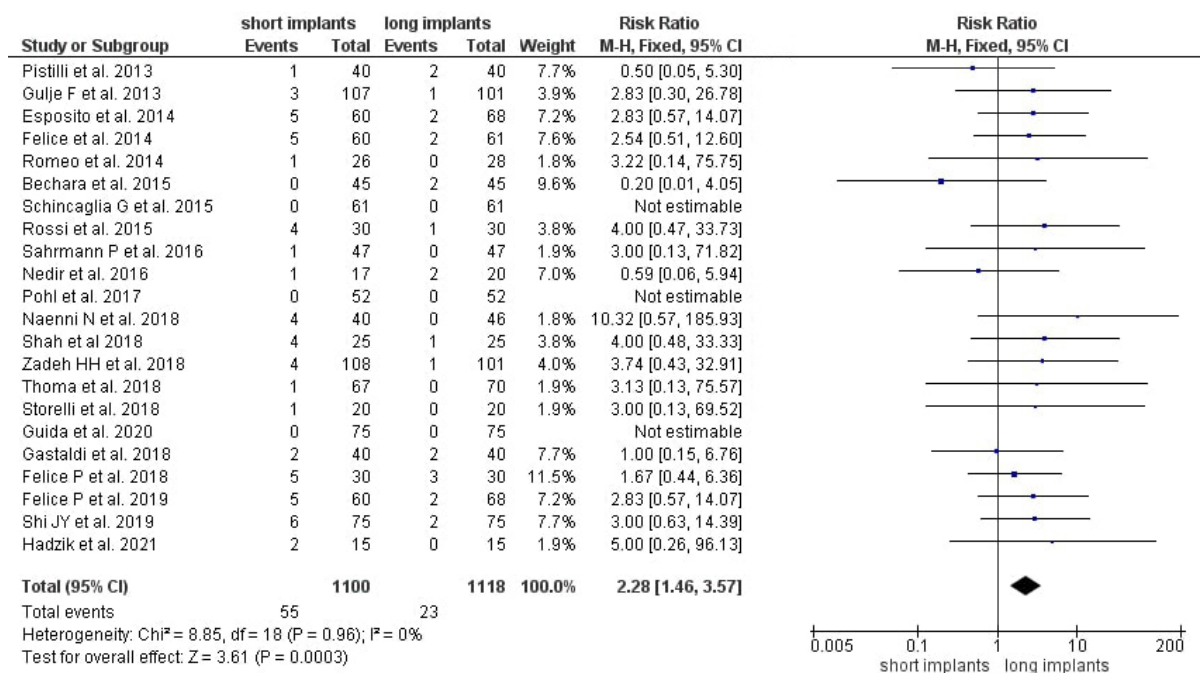 short implants long implants Risk Ratio Risk Ratio
Study or Subgroup Events Total Events Total Weight M-H, Fixed, 95% CI M-H, Fixed, 95% CI
Pistilli et al. 2013 1 40 2 40 7.7% 0.50 [0.05, 5.30]
Gulje F et al. 2013 3 107 1 101 3.9% 2.83 [0.30, 26.78]
Esposito et al. 2014 5 60 2 68 7.2% 2.83 [0.57, 14.07]
Felice et al. 2014 5 60 2 61 7.6% 2.54 [0.51, 12.60]
Romeo et al. 2014 1 26 0 28 1.8% 3.22 [0.14, 75.75]
Bechara et al. 2015 0 45 2 45 9.6% 0.20 [0.01, 4.05]
Schincaglia G et al. 2015 0 61 0 61 Not estimable
Rossi et al. 2015 4 30 1 30 3.8% 4.00 [0.47, 33.73]
Sahrmann P et al. 2016 1 47 0 47 1.9% 3.00 [0.13, 71.82]
Nedir et al. 2016 1 17 2 20 7.0% 0.59 [0.06, 5.94]
Pohl et al. 2017 0 52 0 52 Not estimable
Naenni N et al. 2018 4 40 0 46 1.8% 10.32 [0.57, 185.93]
Shah et al 2018 4 25 1 25 3.8% 4.00 [0.48, 33.33]
Zadeh HH et al. 2018 4 108 1 101 4.0% 3.74 [0.43, 32.91]
Thoma et al. 2018 1 67 0 70 1.9% 3.13 [0.13, 75.57]
Storelli et al. 2018 1 20 0 20 1.9% 3.00 [0.13, 69.52]
Guida et al. 2020 0 75 0 75 Not estimable
Gastaldi et al. 2018 2 40 2 40 7.7% 1.00 [0.15, 6.76]
Felice P et al. 2018 5 30 3 30 11.5% 1.67 [0.44, 6.36]
Felice P et al. 2019 5 60 2 68 7.2% 2.83 [0.57, 14.07]
Shi JY et al. 2019 6 75 2 75 7.7% 3.00 [0.63, 14.39]
Hadzik et al. 2021 2 15 0 15 1.9% 5.00 [0.26, 96.13]
Total (95% CI) 1100 1118 100.0% 2.28 [1.46, 3.57]
Total events 55 23
Heterogeneity: Chi² = 8.85, df = 18 (P = 0.96); I² = 0%
Test for overall effect: Z = 3.61 (P = 0.0003)
0.005 0.1 1 10 200
short implants long implants